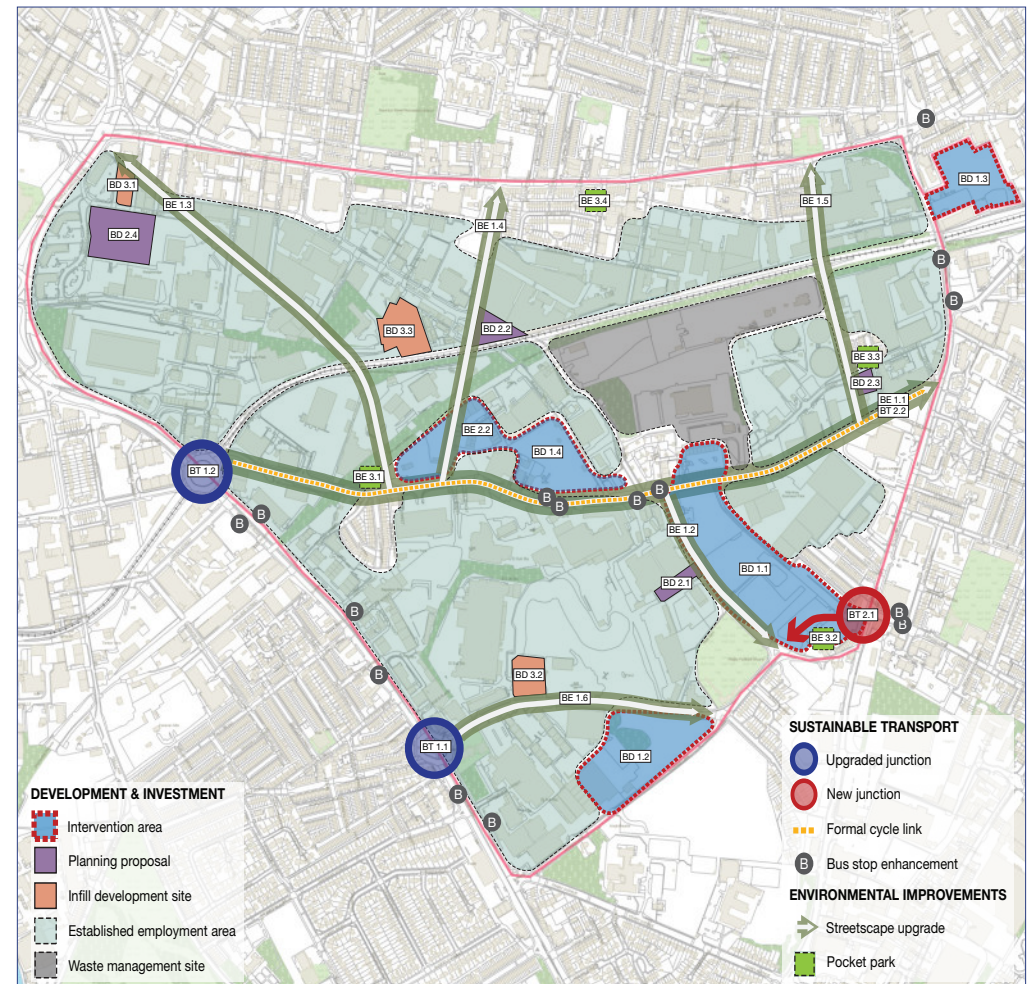 B
BD 1.3
BD 3.1
BE 1.3
BE 3.4
BE 1.5
BE 1.4
BD 2.4
B
B
BD 3.3
BD 2.2
BE 3.3
BD 2.3
BE 1.1
BT 2.2
BE 2.2
BD 1.4
BT 1.2
BE 3.1
B
B
B
B
B
B
BE 1.2
BD 2.1
BD 1.1
B
BT 2.1
B
B
BE 3.2
B
BD 3.2
BE 1.6
BT 1.1
BD 1.2
B
B
DEVELOPMENT & INVESTMENT
Intervention area
Planning proposal
Infill development site
Established employment area
Waste management site
SUSTAINABLE TRANSPORT
Upgraded junction
New junction
Formal cycle link
B Bus stop enhancement
ENVIRONMENTAL IMPROVEMENTS
Streetscape upgrade
Pocket park